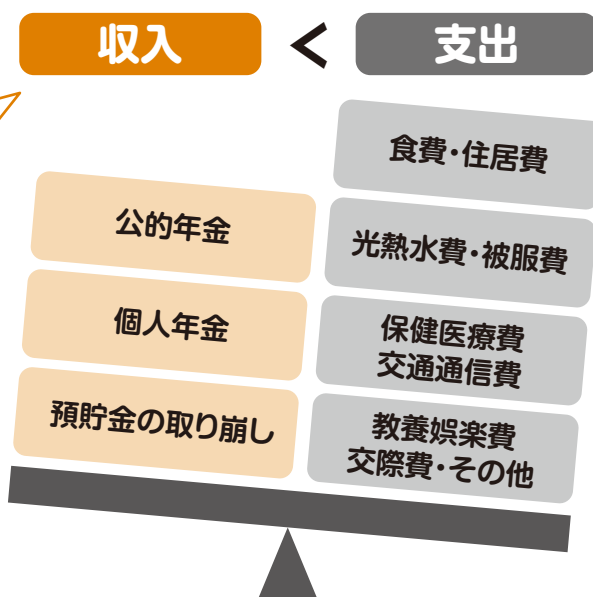 収入 < 支出
食費・住居費
公的年金
光熱水費・被服費
個人年金
保健医療費
交通通信費
預貯金の取り崩し
教養娯楽費
交際費・その他